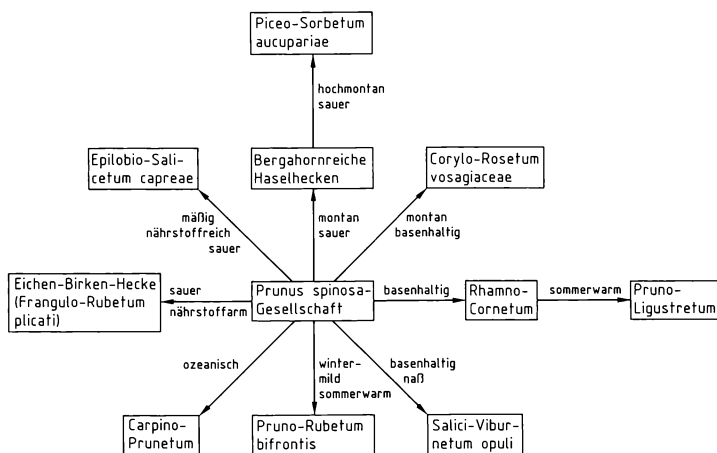 Piceo-Sorbetum
aucupariae
hochmontan
sauer
Epilobio-Sali-
cetum capreae
Bergahornreiche
Haselhecken
Corylo-Rosetum
vosagiaceae
mäßig
nährstoffreich
sauer
montan
sauer
montan
basenhaltig
Eichen-Birken-Hecke
(Frangulo-Rubetum
plicati)
sauer
nährstoffarm
Prunus spinosa-
Gesellschaft
basenhaltig
Rhamno-
Cornetum
sommerwarm
Pruno-
Ligustretum
ozeanisch
winter-
mild
sommerwarm
basenhaltig
naß
Carpino-
Prunetum
Pruno-Rubetum
bifrontis
Salici-Vibur-
netum opuli